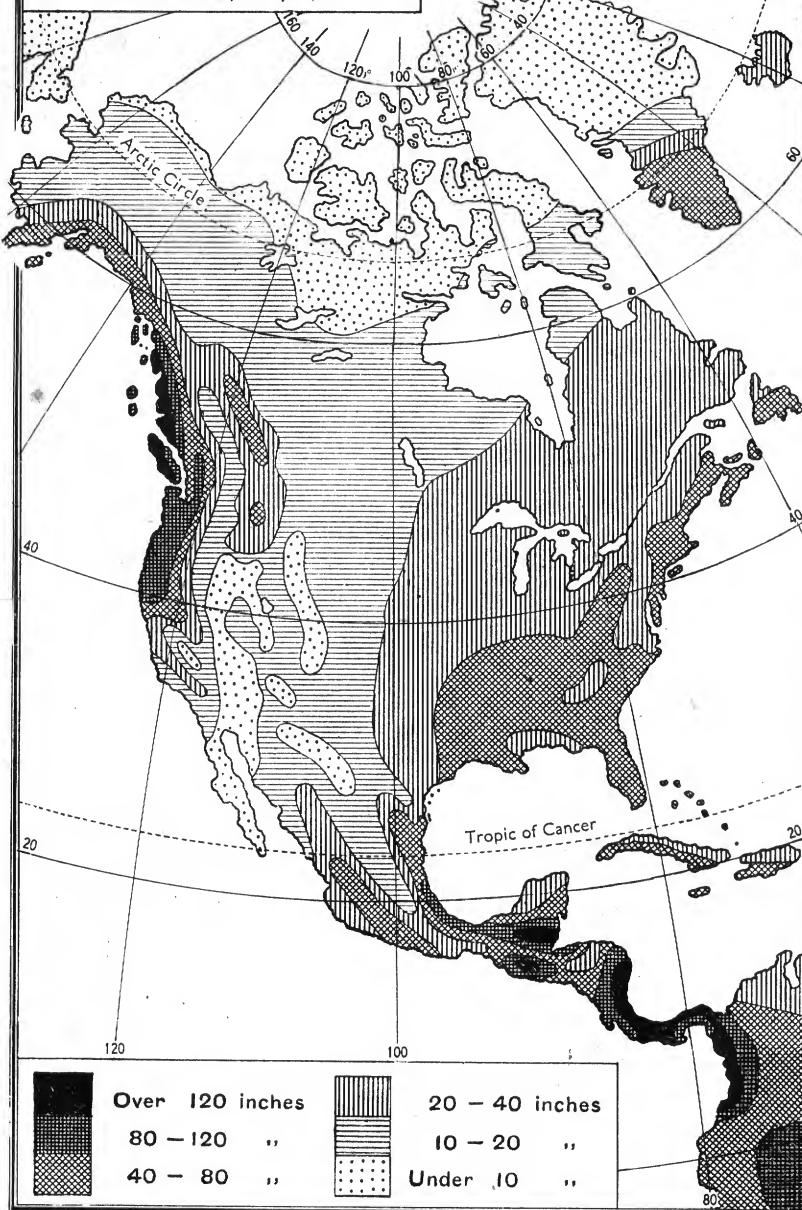 160
140
120°
100°
80°
60
40
60
Arctic Circle
40
40
Tropic of Cancer
20
20
120
100
80
Over 120 inches
80 – 120 ,,
40 – 80 ,,
20 – 40 inches
10 – 20 ,,
Under 10 ,,